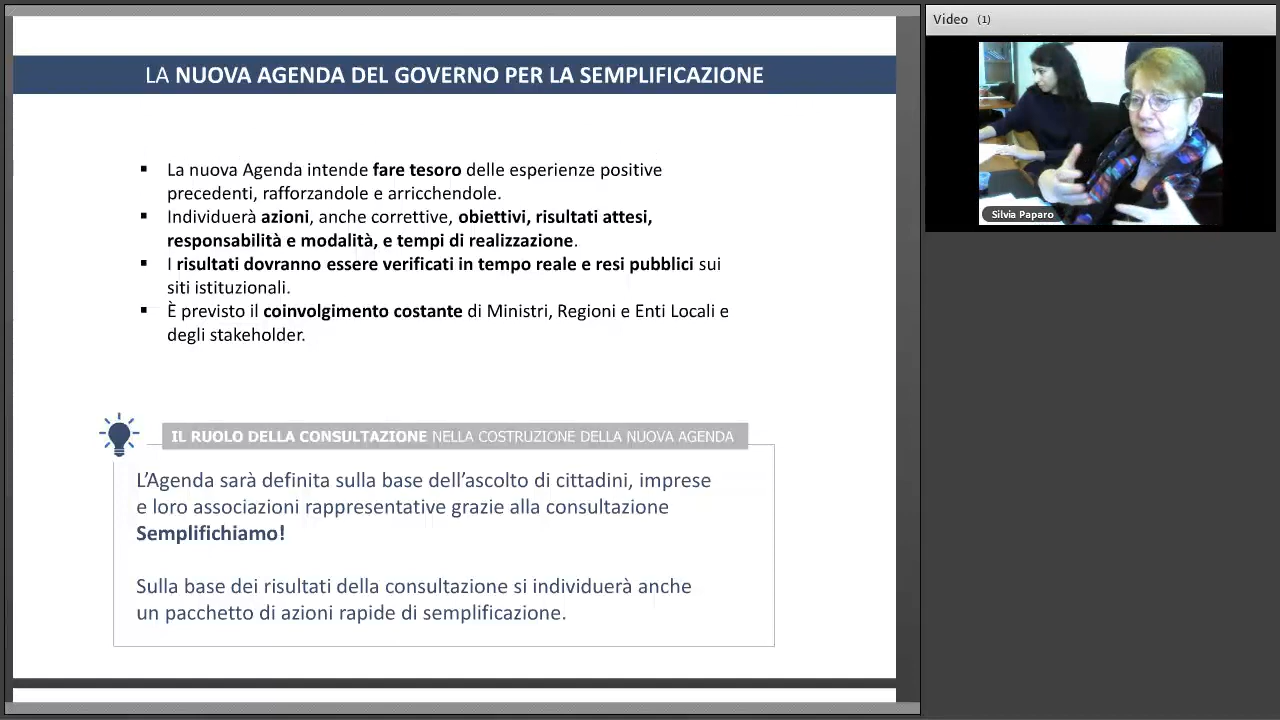 LA NUOVA AGENDA DEL GOVERNO PER LA SEMPLIFICAZIONE
▪ La nuova Agenda intende fare tesoro delle esperienze positive
precedenti, rafforzandole e arricchendole.
▪ Individuerà azioni, anche correttive, obiettivi, risultati attesi,
responsabilità e modalità, e tempi di realizzazione.
▪ I risultati dovranno essere verificati in tempo reale e resi pubblici sui
siti istituzionali.
▪ È previsto il coinvolgimento costante di Ministri, Regioni e Enti Locali e
degli stakeholder.
IL RUOLO DELLA CONSULTAZIONE NELLA COSTRUZIONE DELLA NUOVA AGENDA
L’Agenda sarà definita sulla base dell’ascolto di cittadini, imprese
e loro associazioni rappresentative grazie alla consultazione
Semplifichiamo!
Sulla base dei risultati della consultazione si individuerà anche
un pacchetto di azioni rapide di semplificazione.
Video (1)
Silvia Paparo